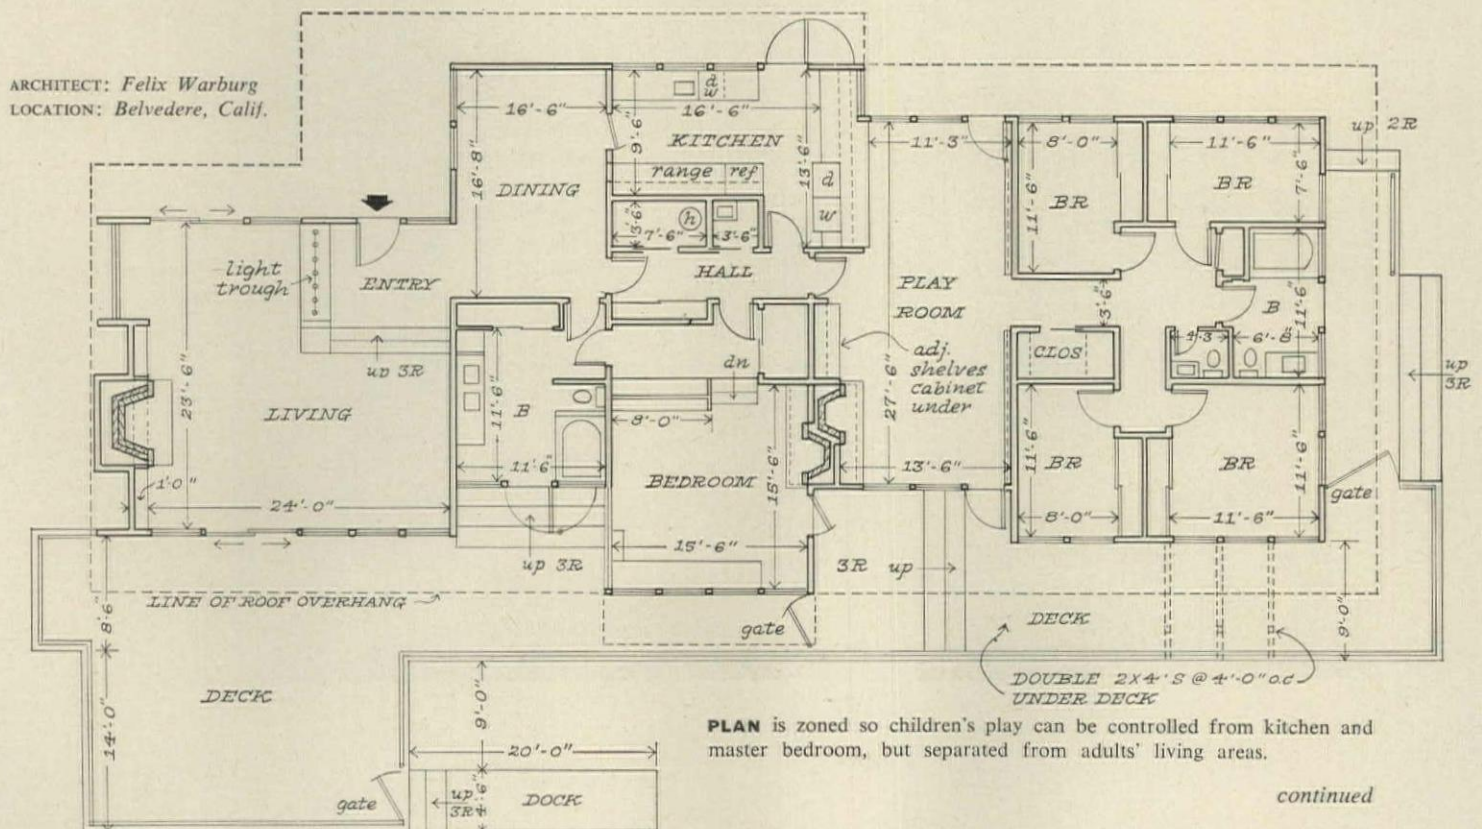 ARCHITECT: Felix Warburg
LOCATION: Belvedere, Calif.
16'-6"
16'-8"
DINING
d
w
16'-6"
9'-6"
KITCHEN
13'-6"
range
ref
d
w
3'-6"
7'-6"
h
3'-6"
HALL
11'-3"
8'-0"
11'-6"
BR
11'-6"
7'-6"
BR
up 2R
light
trough
ENTRY
up 3R
23'-6"
LIVING
1'-0"
24'-0"
11'-6"
B
11'-6"
up 3R
dn
8'-0"
BEDROOM
15'-6"
15'-6"
PLAY
ROOM
adj.
shelves
cabinet
under
27'-6"
13'-6"
3'-6"
CLOS
B
11'-6"
4'-3
6'-8"
11'-6"
BR
8'-0"
BR
11'-6"
11'-6"
up
3R
gate
3R up
LINE OF ROOF OVERHANG
gate
DECK
9'-0"
DOUBLE 2X4'S @ 4'-0" o.c
UNDER DECK
8'-6"
DECK
14'-0"
gate
9'-0"
20'-0"
up
3R
4'-6"
DOCK
PLAN is zoned so children's play can be controlled from kitchen and
master bedroom, but separated from adults' living areas.
continued